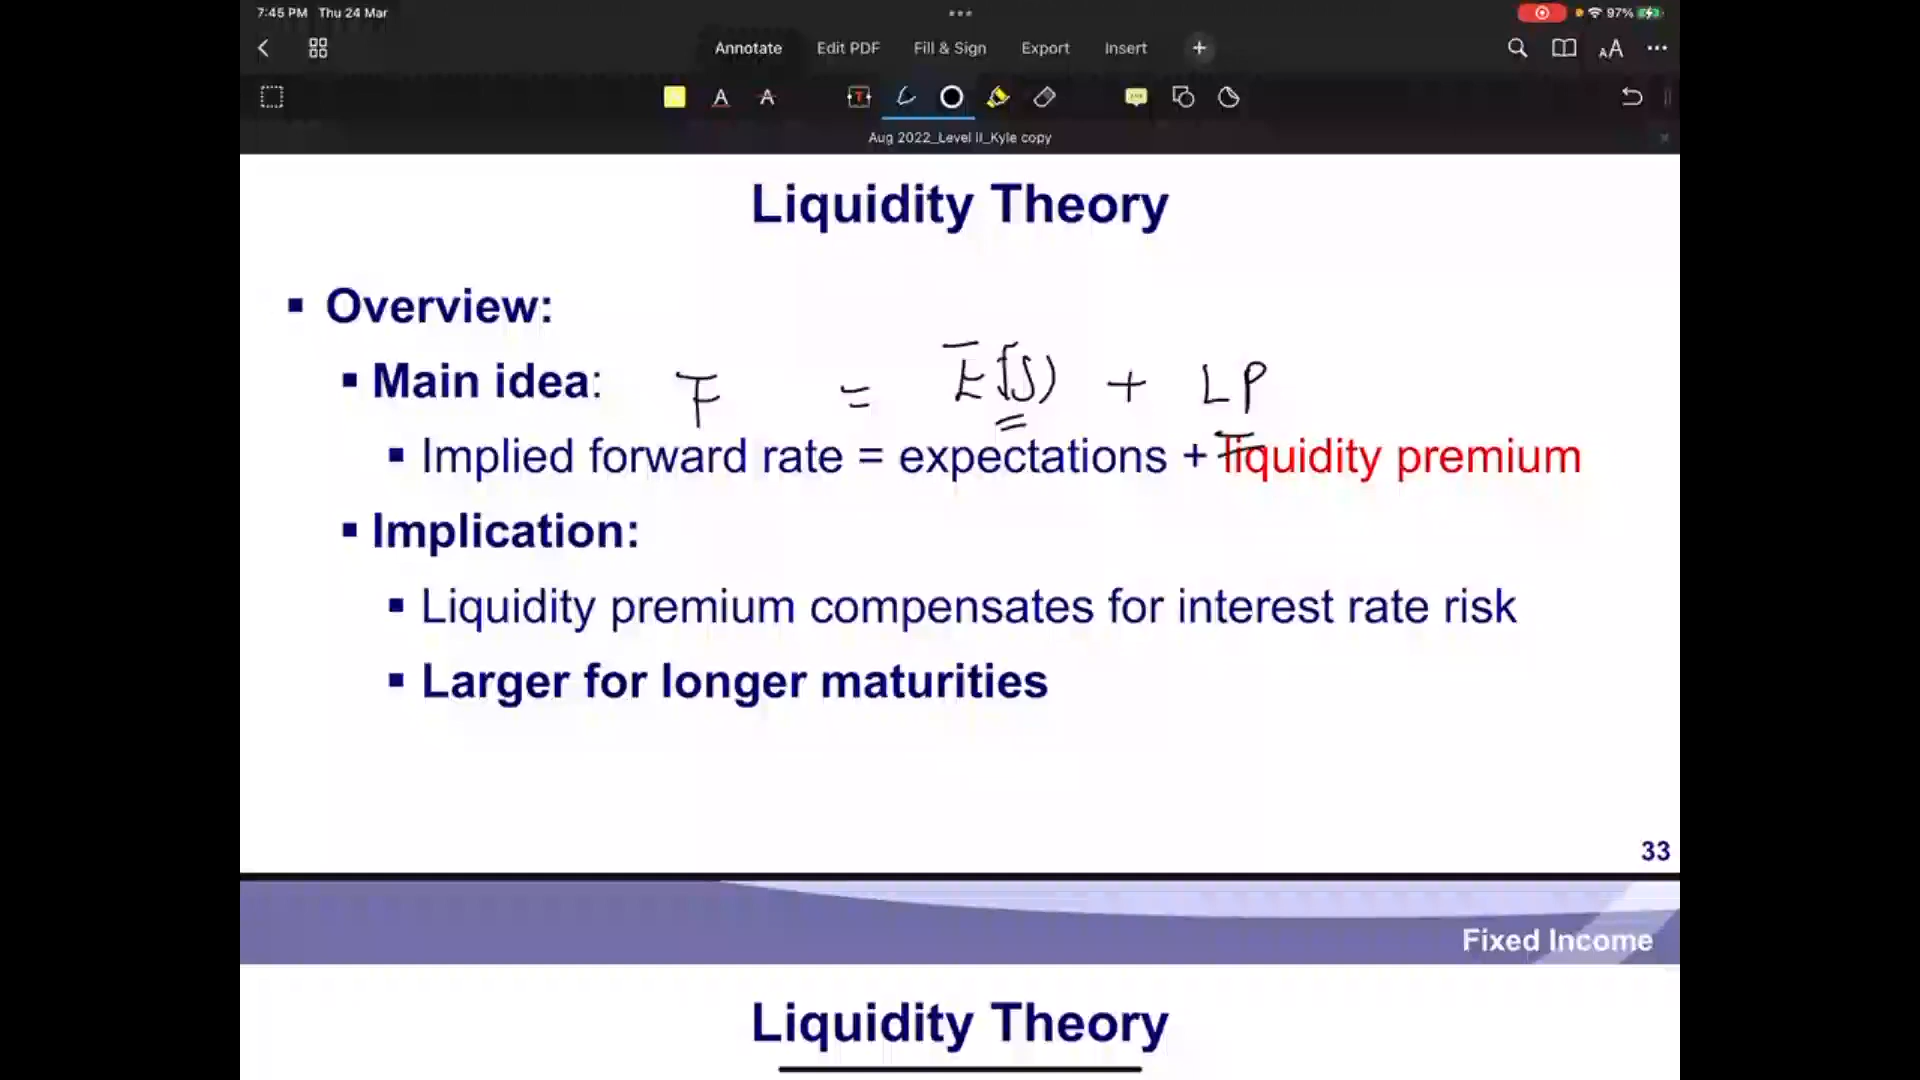 7:45 PM Thu 24 Mar
97%
Annotate Edit PDF Fill & Sign Export Insert
AA
T
A A
Aug 2022_Level II_Kyle copy
Liquidity Theory
▪ Overview:
▪ Main idea: F = E(S) + LP
▪ Implied forward rate = expectations + liquidity premium
▪ Implication:
▪ Liquidity premium compensates for interest rate risk
▪ Larger for longer maturities
33
Fixed Income
Liquidity Theory